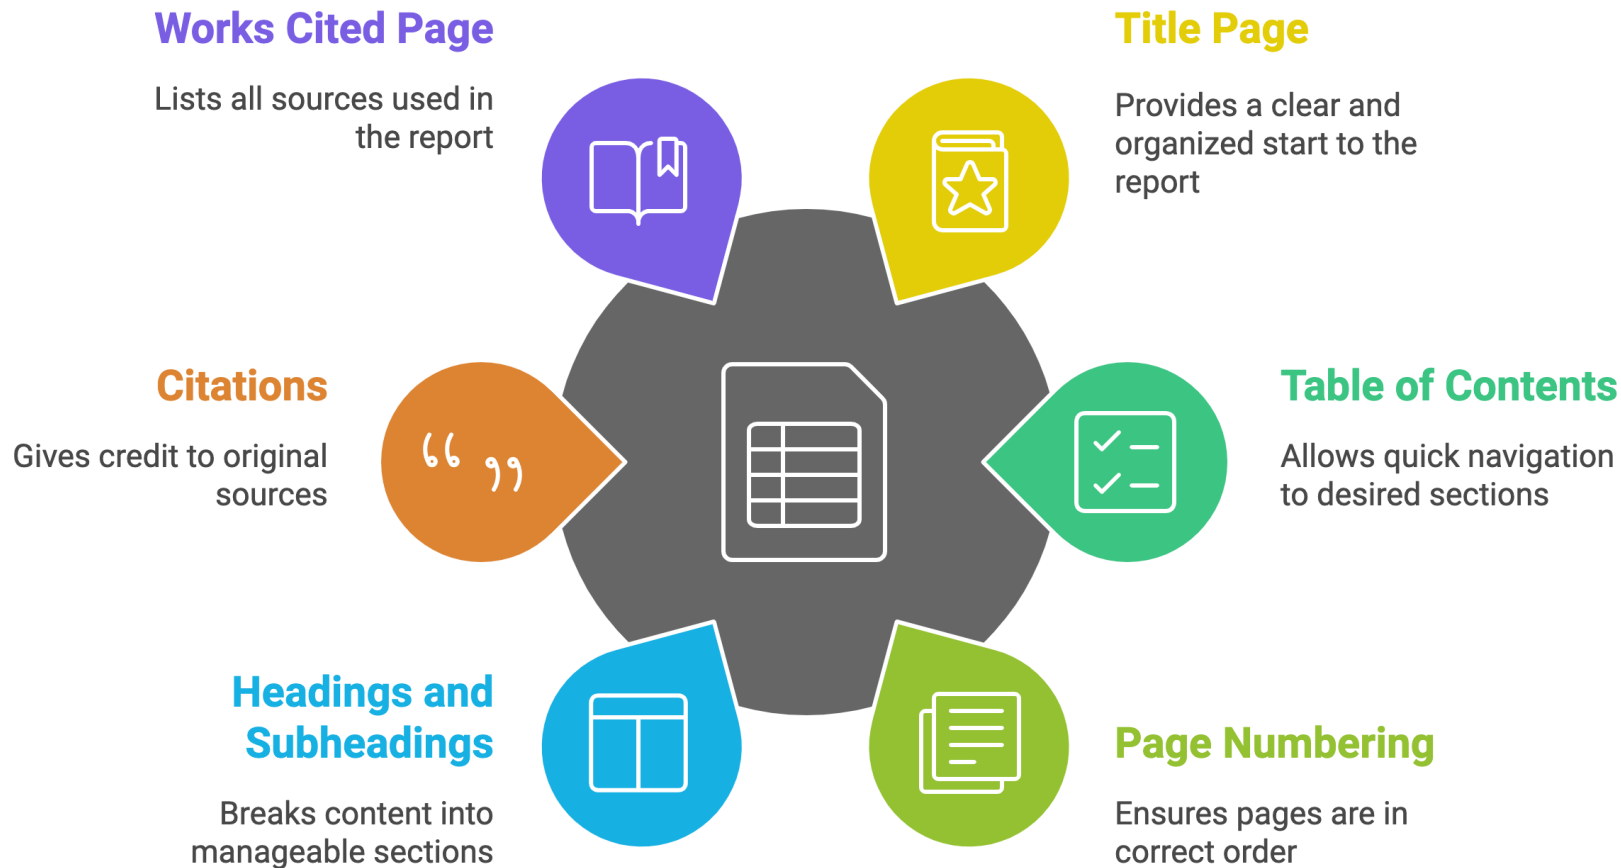 Works Cited Page
Lists all sources used in
the report
Title Page
Provides a clear and
organized start to the
report
Citations
Gives credit to original
sources
Table of Contents
Allows quick navigation
to desired sections
Headings and
Subheadings
Breaks content into
manageable sections
Page Numbering
Ensures pages are in
correct order